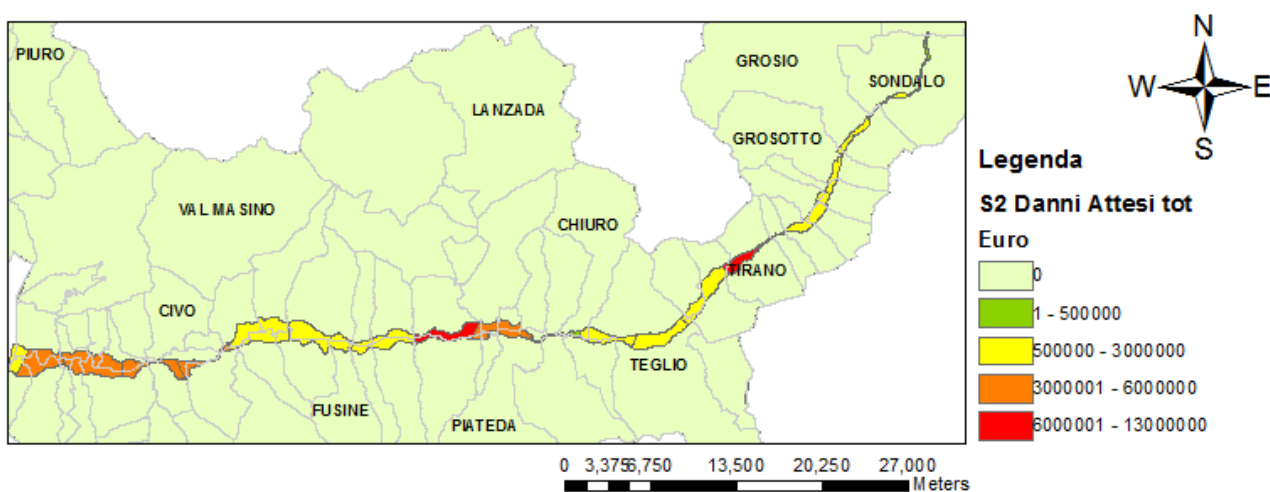 PIURO
GROSIO
SONDALO
LANZADA
GROSOTTO
VAL MASINO
CHIURO
TIRANO
CIVO
TEGLIO
FUSINE
PIATEDA
N
W
E
S
Legenda
S2 Danni Attesi tot
Euro
0
1 - 500000
500000 - 3000000
3000001 - 6000000
6000001 - 13000000
0 3,375 6,750 13,500 20,250 27,000
Meters